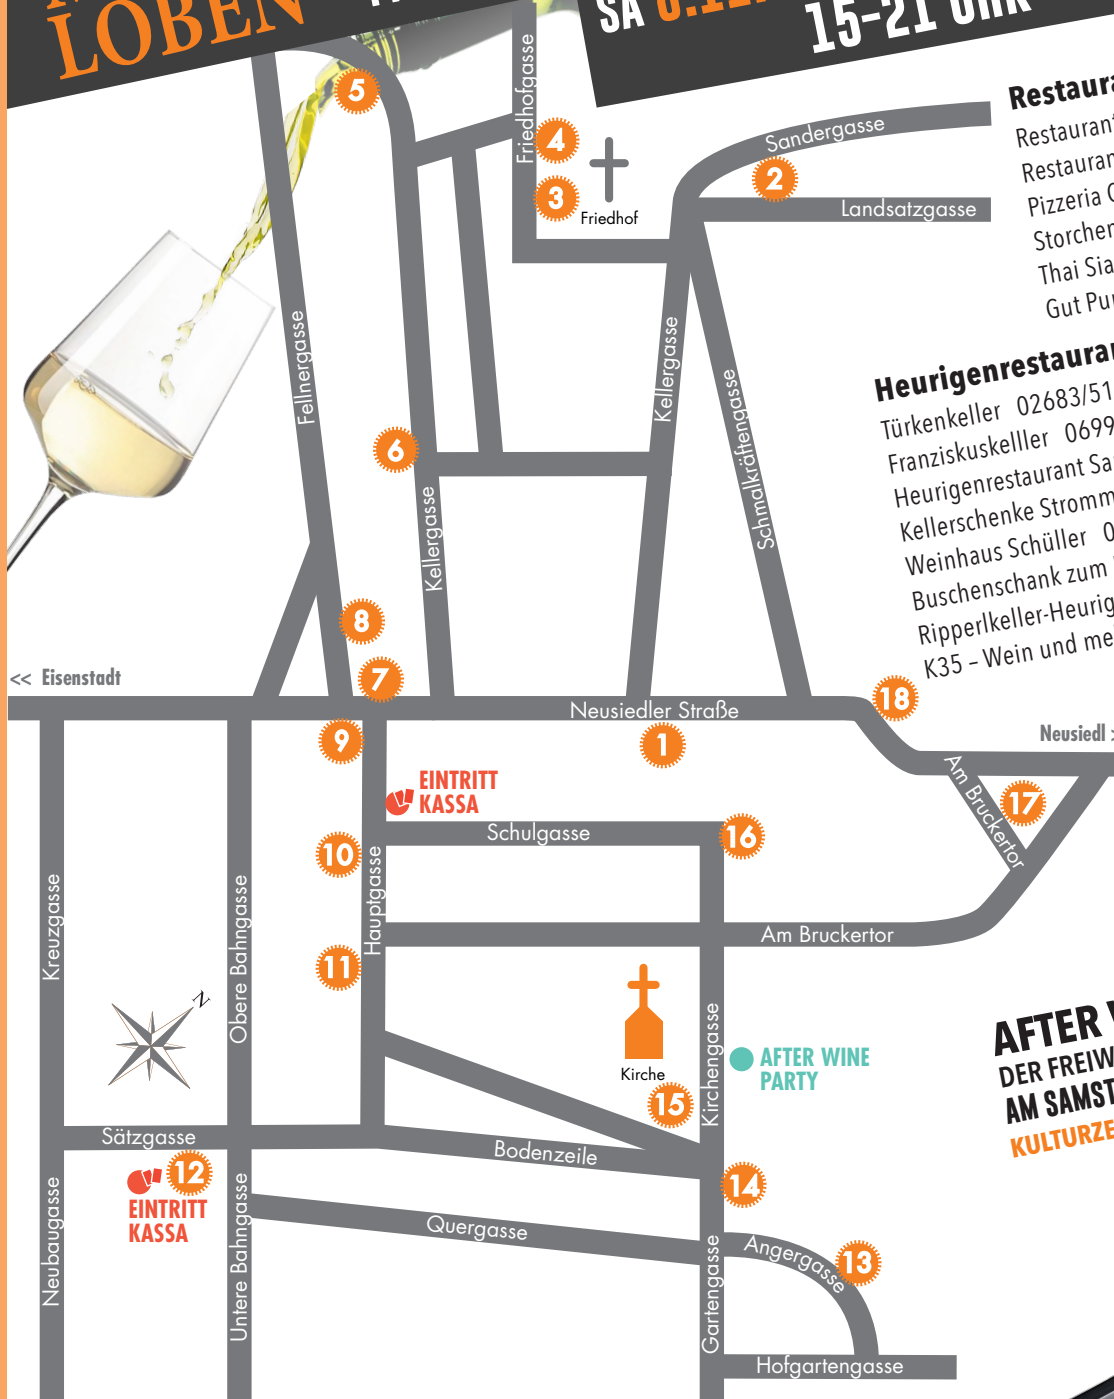 LOBEN
SA
15-21 UHR
5
Friedhofgasse
4
3
Friedhof
Sandergasse
2
Landsatzgasse
Restaura
Restaurant
Restauran
Pizzeria
Storchen
Thai Sia
Gut Pu
Fellnergasse
Kellergasse
Schmalkräftengasse
6
Kellergasse
Heurigenrestauran
Türkenkeller 02683/51
Franziskuskelller 0699
Heurigenrestaurant Sa
Kellerschenke Stromm
Weinhaus Schüller 0
Buschenschank zum
Ripperlkeller-Heurig
K35 – Wein und me
8
7
<< Eisenstadt
Neusiedler Straße
18
Neusiedl >
9
1
EINTRITT
KASSA
Am Bruckertor
17
Schulgasse
16
10
Hauptgasse
Kreuzgasse
Obere Bahngasse
Am Bruckertor
11
N
Kirche
Kirchengasse
AFTER WINE
PARTY
15
AFTER
DER FREIW
AM SAMST
KULTURZE
Sätzgasse
Bodenzeile
12
EINTRITT
KASSA
14
Neubaugasse
Untere Bahngasse
Quergasse
Gartengasse
Angergasse
13
Hofgartengasse